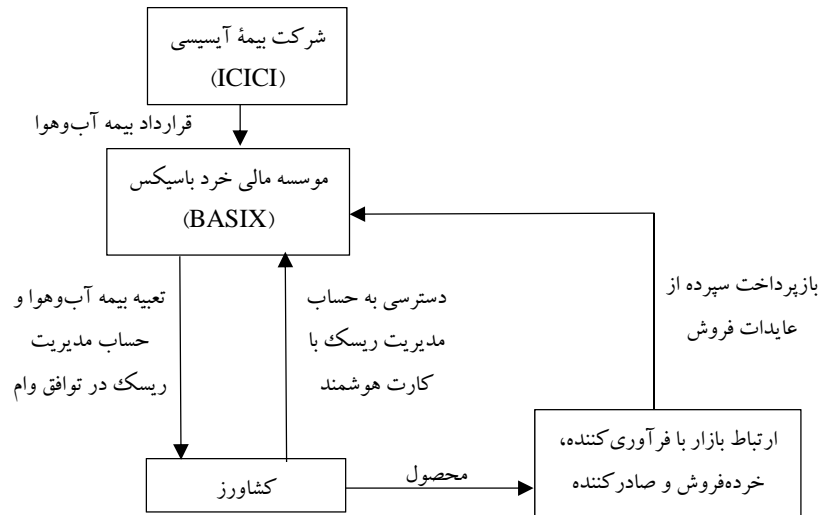 شرکت بیمۀ آیسیسی
(ICICI)
قرارداد بیمه آب‌وهوا
موسسه مالی خرد باسیکس
(BASIX)
تعبیه بیمه آب‌وهوا و
حساب مدیریت
ریسک در توافق وام
دسترسی به حساب
مدیریت ریسک با
کارت هوشمند
بازپرداخت سپرده از
عایدات فروش
کشاورز
محصول
ارتباط بازار با فرآوری‌کننده،
خرده‌فروش و صادرکننده